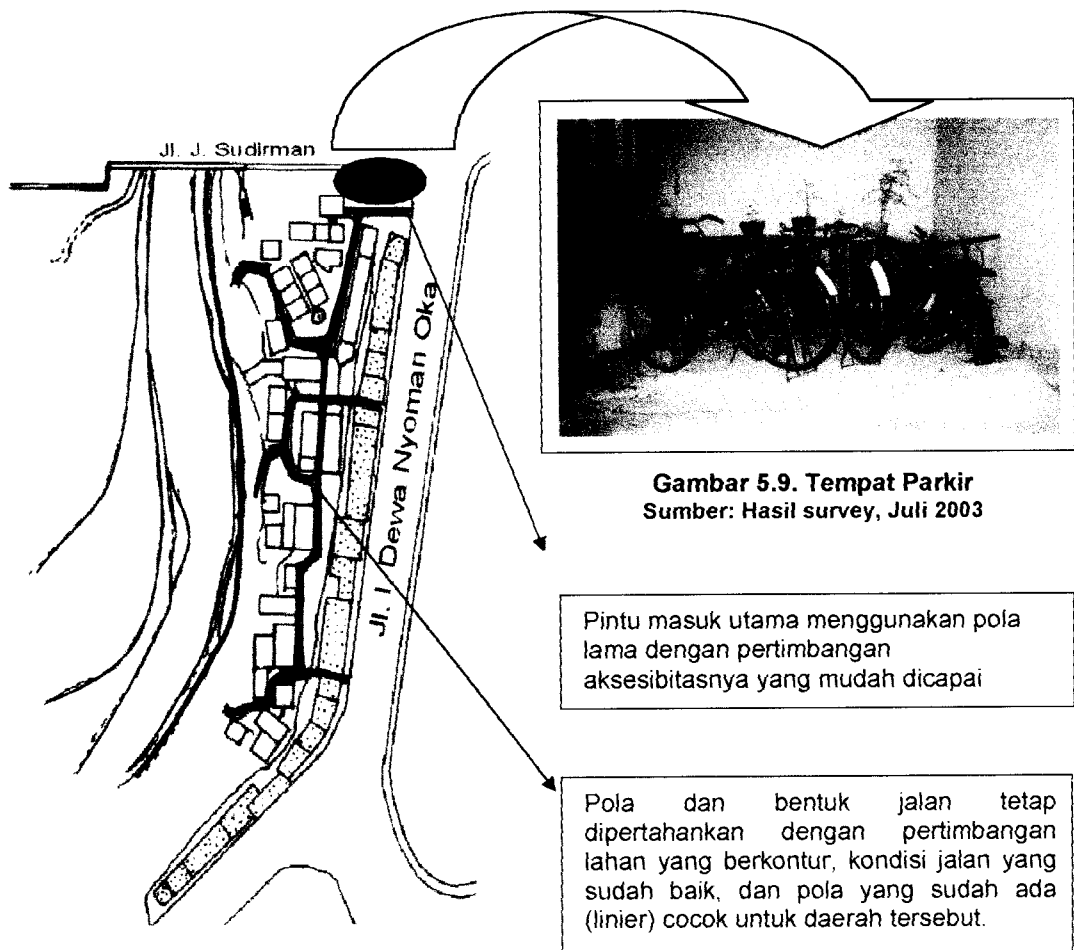 Jl. J. Sudirman
Jl. I. Dewa Nyoman Oka
Gambar 5.9. Tempat Parkir
Sumber: Hasil survey, Juli 2003
Pintu masuk utama menggunakan pola
lama dengan pertimbangan
aksesibitasnya yang mudah dicapai
Pola dan bentuk jalan tetap
dipertahankan dengan pertimbangan
lahan yang berkontur, kondisi jalan yang
sudah baik, dan pola yang sudah ada
(linier) cocok untuk daerah tersebut.